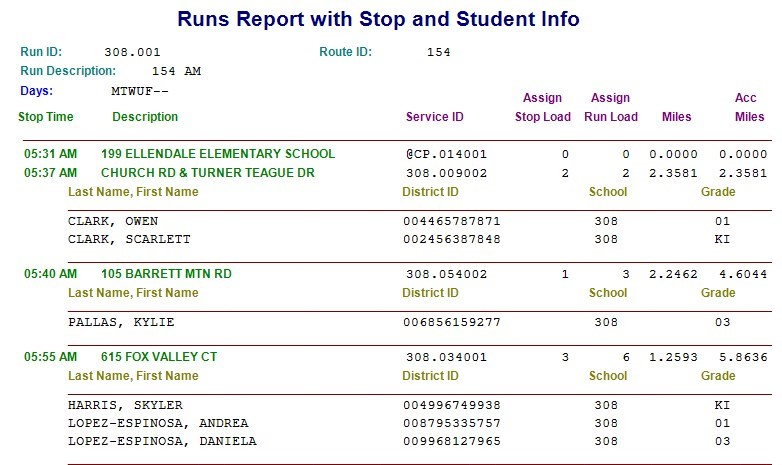 Runs Report with Stop and Student Info
Run ID: 308.001 Route ID: 154
Run Description: 154 AM
Days: MTWUF--
Assign Assign Acc
Stop Time Description Service ID Stop Load Run Load Miles Miles
05:31 AM 199 ELLENDALE ELEMENTARY SCHOOL @CP.014001 0 0 0.0000 0.0000
05:37 AM CHURCH RD & TURNER TEAGUE DR 308.009002 2 2 2.3581 2.3581
Last Name, First Name District ID School Grade
CLARK, OWEN 004465787871 308 01
CLARK, SCARLETT 002456387848 308 KI
05:40 AM 105 BARRETT MTN RD 308.054002 1 3 2.2462 4.6044
Last Name, First Name District ID School Grade
PALLAS, KYLIE 006856159277 308 03
05:55 AM 615 FOX VALLEY CT 308.034001 3 6 1.2593 5.8636
Last Name, First Name District ID School Grade
HARRIS, SKYLER 004996749938 308 KI
LOPEZ-ESPINOSA, ANDREA 008795335757 308 01
LOPEZ-ESPINOSA, DANIELA 009968127965 308 03